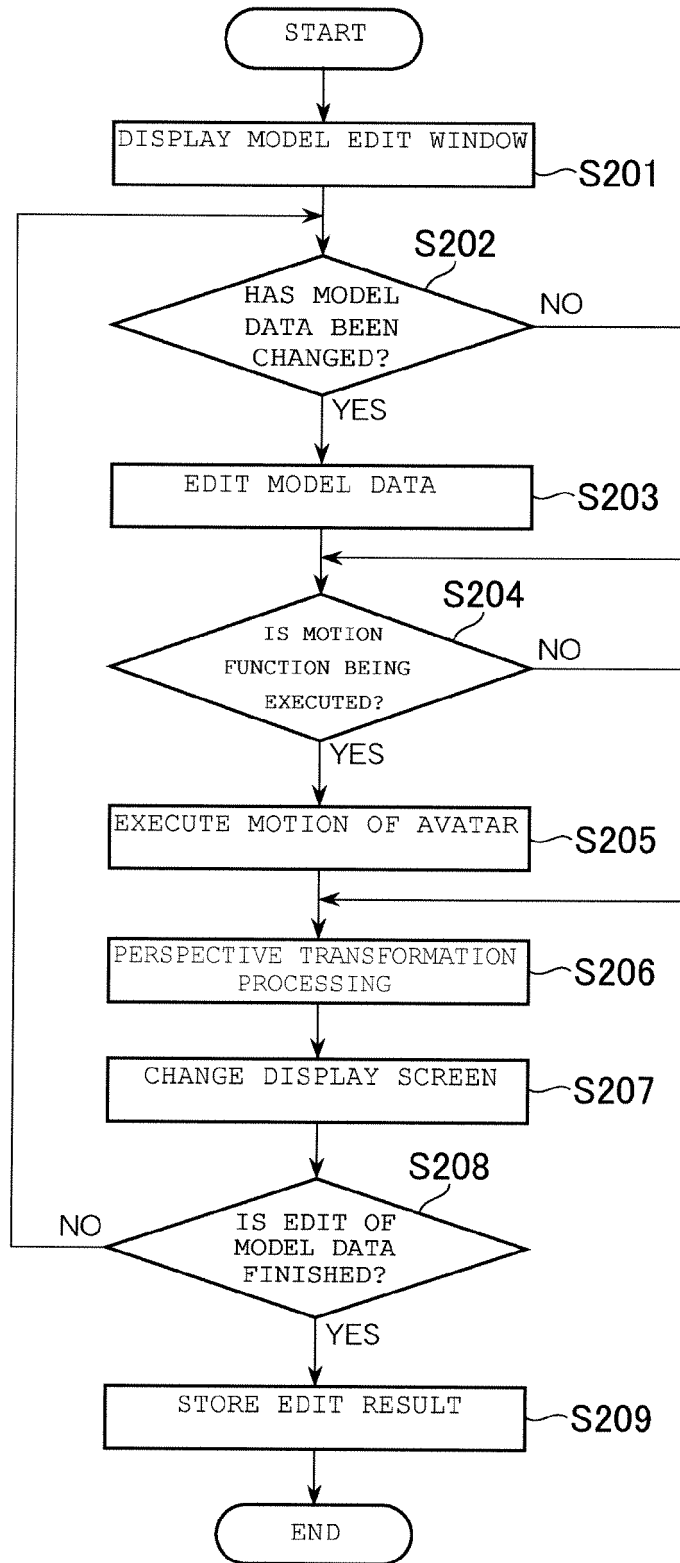 START
DISPLAY MODEL EDIT WINDOW
S201
S202
HAS MODEL
DATA BEEN
CHANGED?
NO
YES
EDIT MODEL DATA
S203
S204
IS MOTION
FUNCTION BEING
EXECUTED?
NO
YES
EXECUTE MOTION OF AVATAR
S205
PERSPECTIVE TRANSFORMATION
PROCESSING
S206
CHANGE DISPLAY SCREEN
S207
S208
NO
IS EDIT OF
MODEL DATA
FINISHED?
YES
STORE EDIT RESULT
S209
END